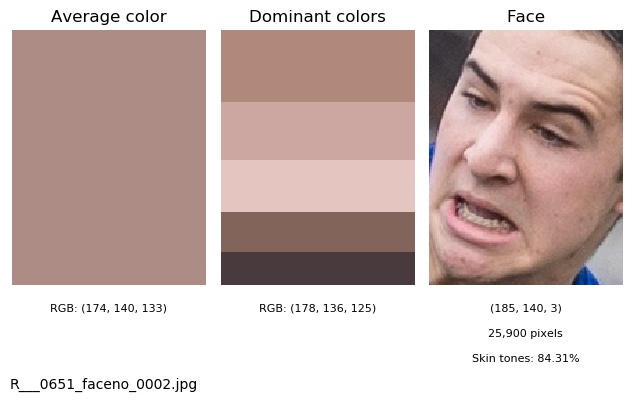 Average color
Dominant colors
Face
RGB: (174, 140, 133)
RGB: (178, 136, 125)
(185, 140, 3)
25,900 pixels
Skin tones: 84.31%
R___0651_faceno_0002.jpg